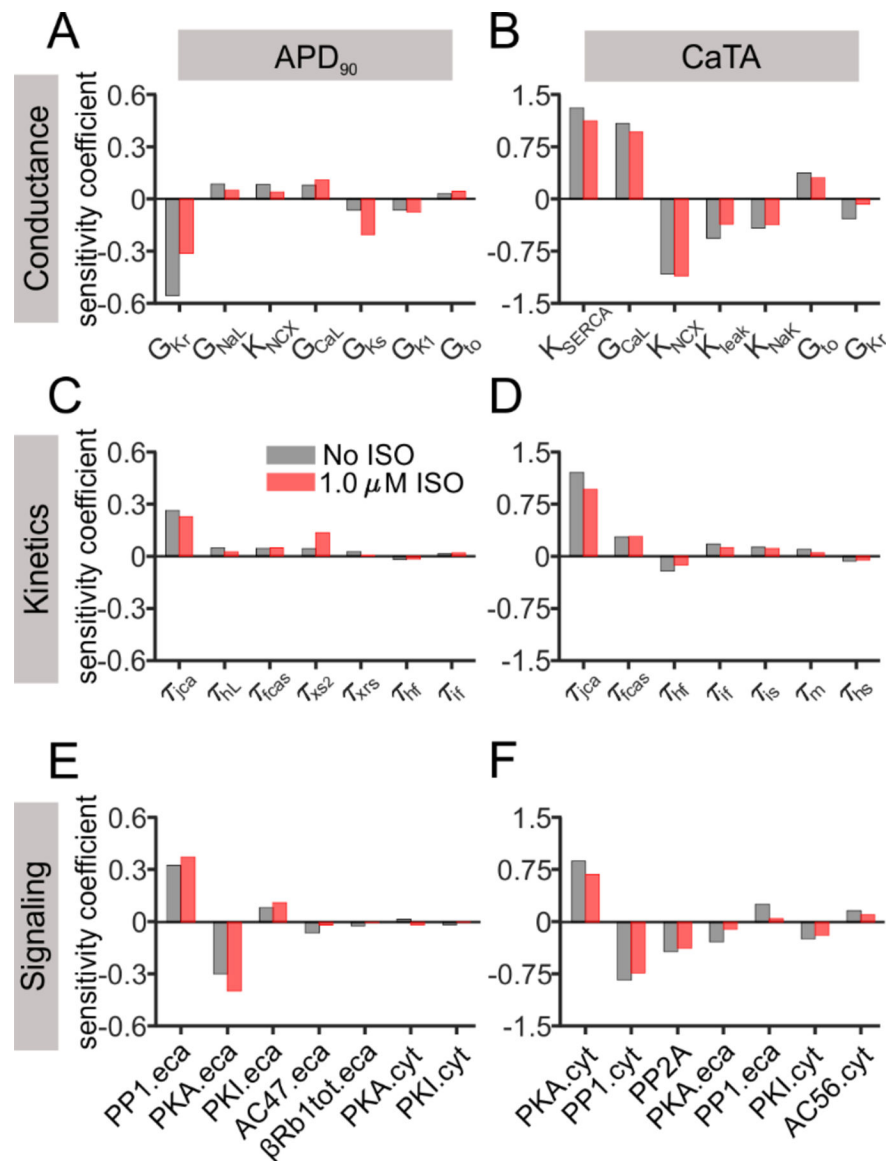 A
B
APD90
CaTA
Conductance
sensitivity coefficient
0.6
0.3
0
-0.3
-0.6
GKr
GNaL
KNCX
GCaL
GKs
GK1
Gto
1.5
0.75
0
-0.75
-1.5
KSERCA
GCaL
KNCX
Kleak
KNaK
Gto
GKr
C
D
Kinetics
sensitivity coefficient
0.6
0.3
0
-0.3
-0.6
No ISO
1.0 μM ISO
τjca
τhL
τfcas
τxs2
τxrs
τhf
τif
1.5
0.75
0
-0.75
-1.5
τjca
τfcas
τhf
τif
τis
τm
τhs
E
F
Signaling
sensitivity coefficient
0.6
0.3
0
-0.3
-0.6
PP1.eca
PKA.eca
PKI.eca
AC47.eca
βRb1tot.eca
PKA.cyt
PKI.cyt
1.5
0.75
0
-0.75
-1.5
PKA.cyt
PP1.cyt
PP2A
PKA.eca
PP1.eca
PKI.cyt
AC56.cyt